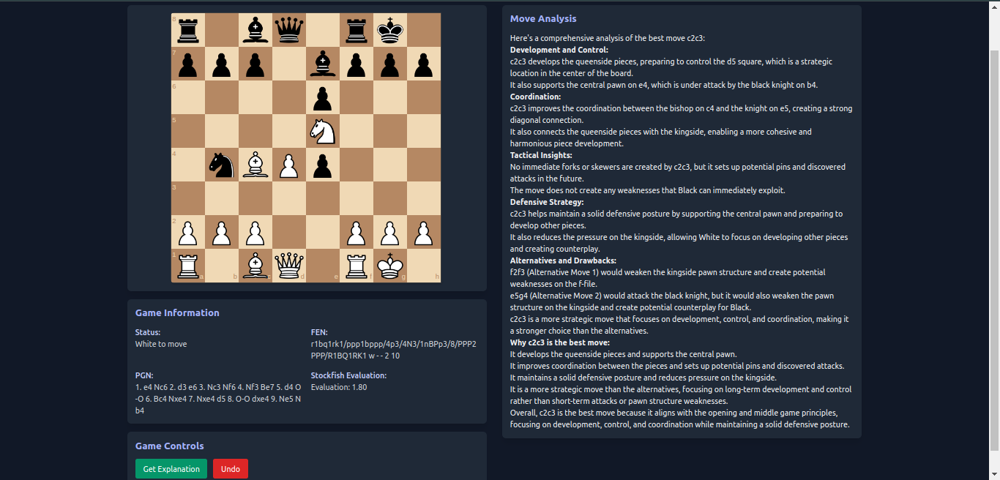 8
7
6
5
4
3
2
1
a
b
c
d
e
f
g
h
Game Information
Status:
White to move
FEN:
r1bq1rk1/ppp1bppp/4p3/4N3/1nBPp3/8/PPP2
PPP/R1BQ1RK1 w - - 2 10
PGN:
1. e4 Nc6 2. d3 e6 3. Nc3 Nf6 4. Nf3 Be7 5. d4 O
-O 6. Bc4 Nxe4 7. Nxe4 d5 8. O-O dxe4 9. Ne5 N
b4
Stockfish Evaluation:
Evaluation: 1.80
Game Controls
Get Explanation
Undo
Move Analysis
Here's a comprehensive analysis of the best move c2c3:
Development and Control:
c2c3 develops the queenside pieces, preparing to control the d5 square, which is a strategic
location in the center of the board.
It also supports the central pawn on e4, which is under attack by the black knight on b4.
Coordination:
c2c3 improves the coordination between the bishop on c4 and the knight on e5, creating a strong
diagonal connection.
It also connects the queenside pieces with the kingside, enabling a more cohesive and
harmonious piece development.
Tactical Insights:
No immediate forks or skewers are created by c2c3, but it sets up potential pins and discovered
attacks in the future.
The move does not create any weaknesses that Black can immediately exploit.
Defensive Strategy:
c2c3 helps maintain a solid defensive posture by supporting the central pawn and preparing to
develop other pieces.
It also reduces the pressure on the kingside, allowing White to focus on developing other pieces
and creating counterplay.
Alternatives and Drawbacks:
f2f3 (Alternative Move 1) would weaken the kingside pawn structure and create potential
weaknesses on the f-file.
e5g4 (Alternative Move 2) would attack the black knight, but it would also weaken the pawn
structure on the kingside and create potential counterplay for Black.
c2c3 is a more strategic move that focuses on development, control, and coordination, making it
a stronger choice than the alternatives.
Why c2c3 is the best move:
It develops the queenside pieces and supports the central pawn.
It improves coordination between the pieces and sets up potential pins and discovered attacks.
It maintains a solid defensive posture and reduces pressure on the kingside.
It is a more strategic move than the alternatives, focusing on long-term development and control
rather than short-term attacks or pawn structure weaknesses.
Overall, c2c3 is the best move because it aligns with the opening and middle game principles,
focusing on development, control, and coordination while maintaining a solid defensive posture.